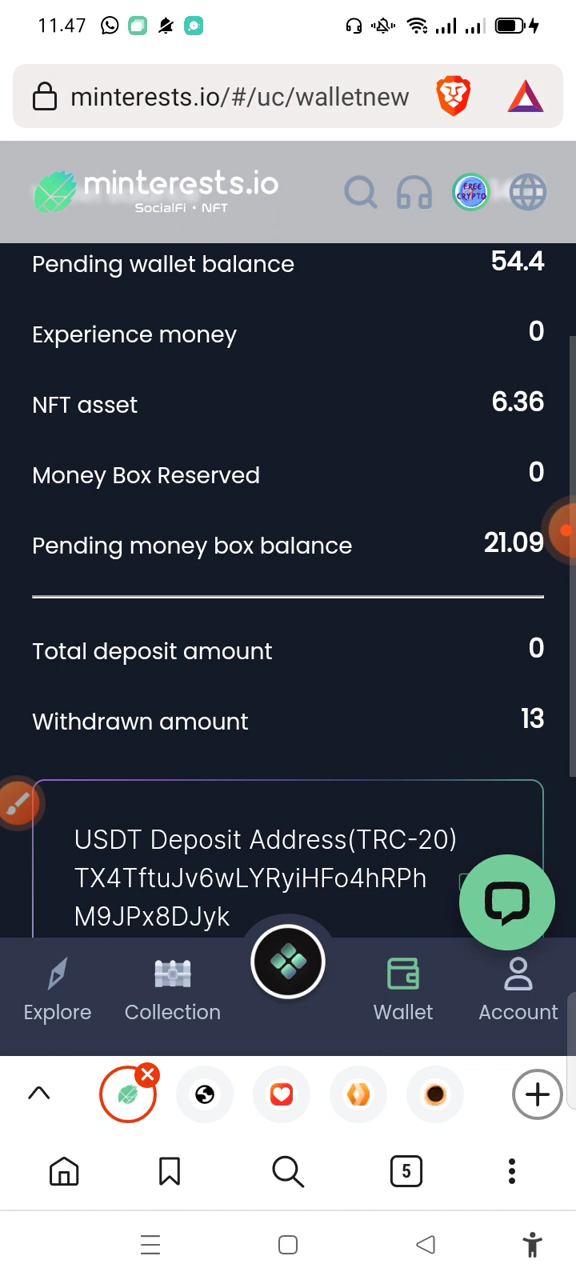 11.47
minterests.io/#/uc/walletnew
minterests.io
SocialFi • NFT
FREE
CRYPTO
Pending wallet balance 54.4
Experience money 0
NFT asset 6.36
Money Box Reserved 0
Pending money box balance 21.09
Total deposit amount 0
Withdrawn amount 13
USDT Deposit Address(TRC-20)
TX4TftuJv6wLYRyiHFo4hRPh
M9JPx8DJyk
Explore Collection Wallet Account
5